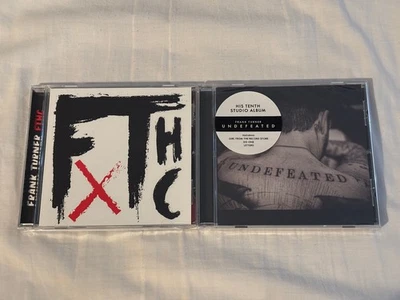 FRANK TURNER FTHC
FTHC
X
HIS TENTH
STUDIO ALBUM
FRANK TURNER
UNDEFEATED
UNDEFEATED